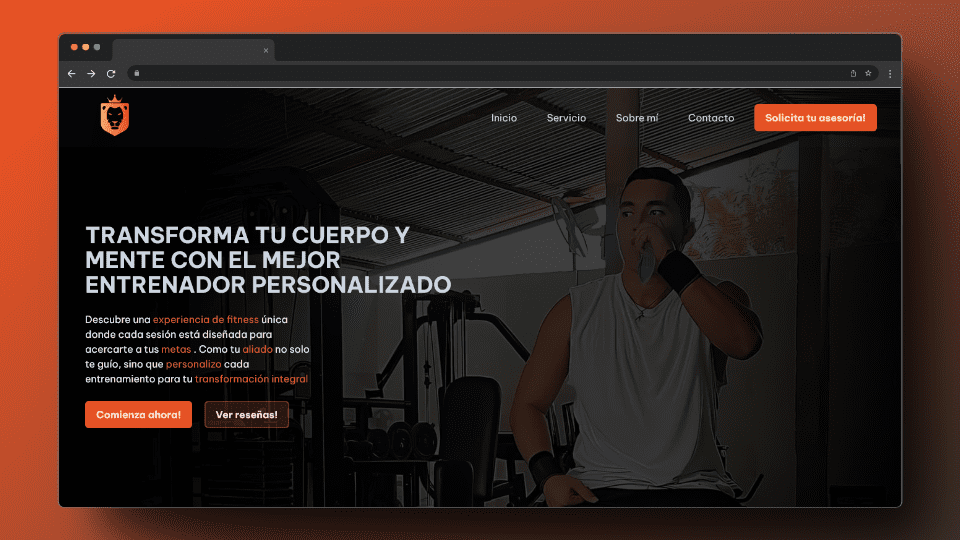 Inicio
Servicio
Sobre mí
Contacto
Solicita tu asesoría!
TRANSFORMA TU CUERPO Y
MENTE CON EL MEJOR
ENTRENADOR PERSONALIZADO
Descubre una experiencia de fitness única
donde cada sesión está diseñada para
acercarte a tus metas . Como tu aliado no solo
te guío, sino que personalizo cada
entrenamiento para tu transformación integral
Comienza ahora!
Ver reseñas!